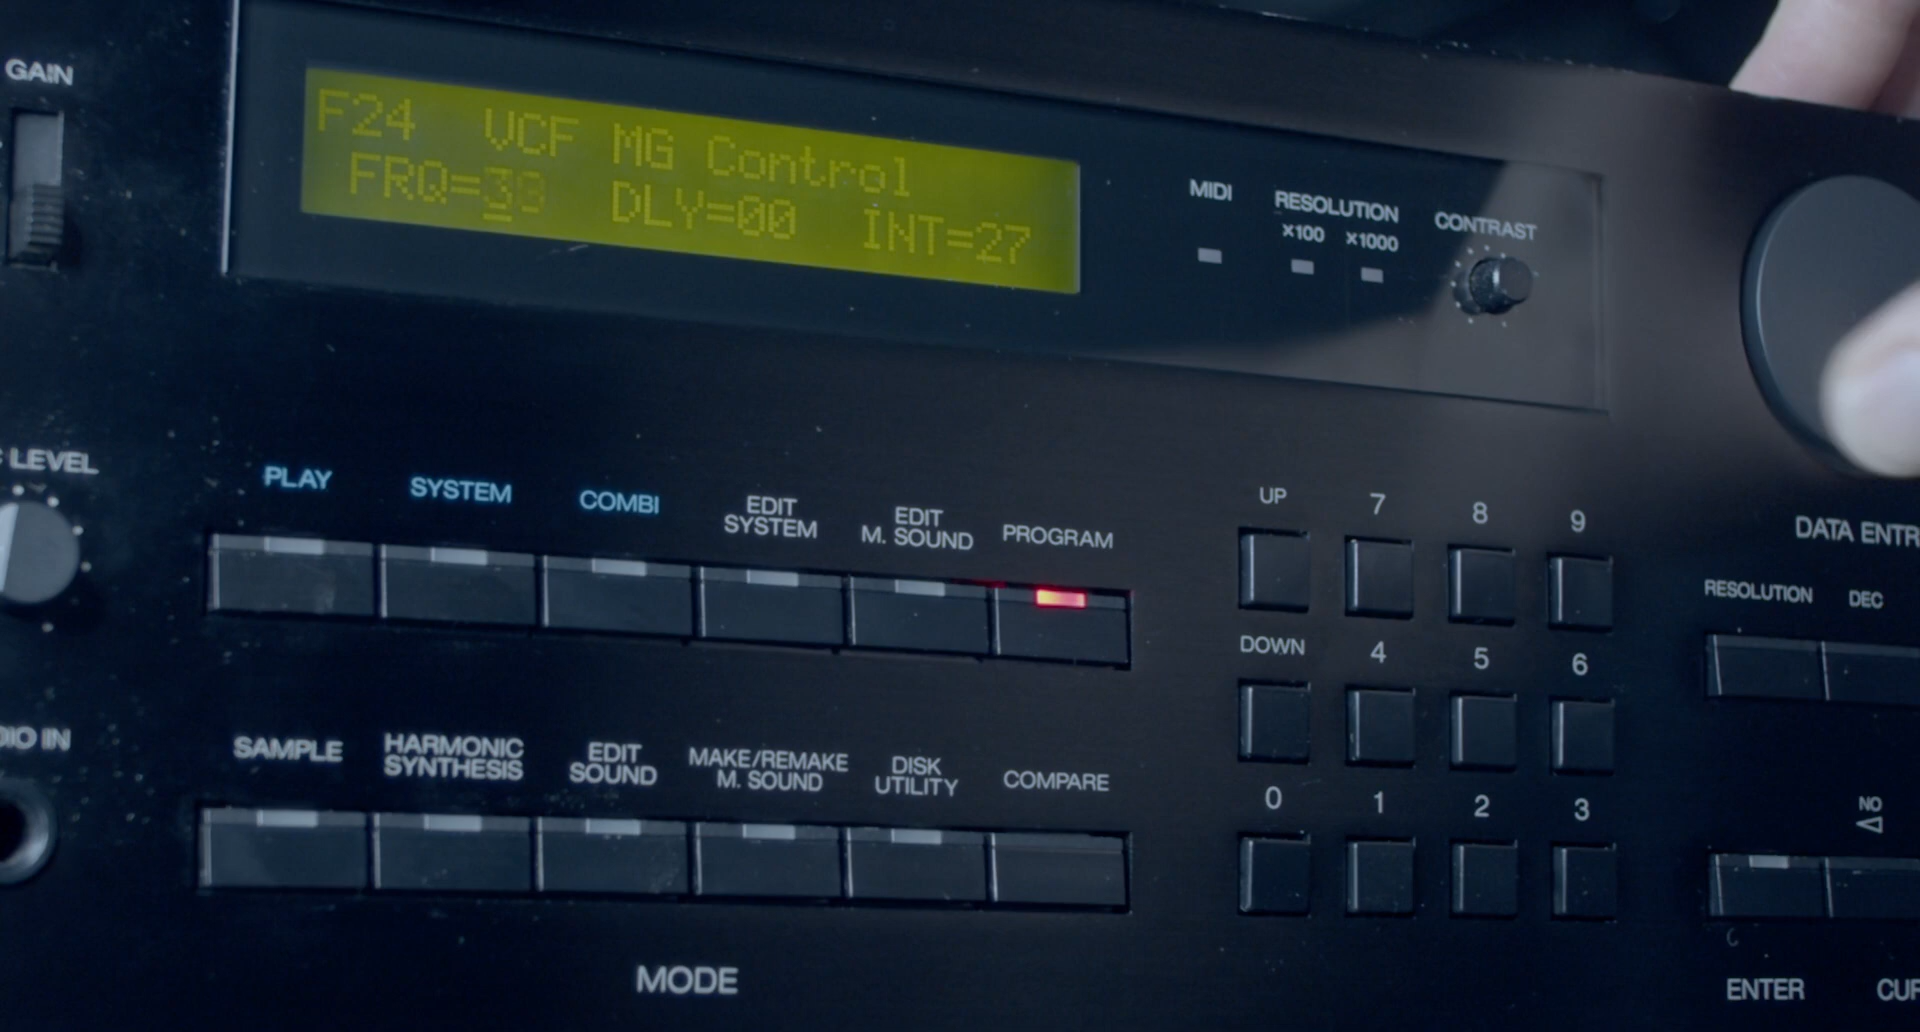 GAIN
F24 VCF MG Control
FRQ=  DLY=00 INT=27
MIDI
RESOLUTION
×100 ×1000
CONTRAST
LEVEL
PLAY
SYSTEM
COMBI
EDIT
SYSTEM
EDIT
M. SOUND
PROGRAM
UP
7
8
9
DATA ENTR
RESOLUTION
DEC
DOWN
4
5
6
IO IN
SAMPLE
HARMONIC
SYNTHESIS
EDIT
SOUND
MAKE/REMAKE
M. SOUND
DISK
UTILITY
COMPARE
0
1
2
3
NO
MODE
ENTER
CUR